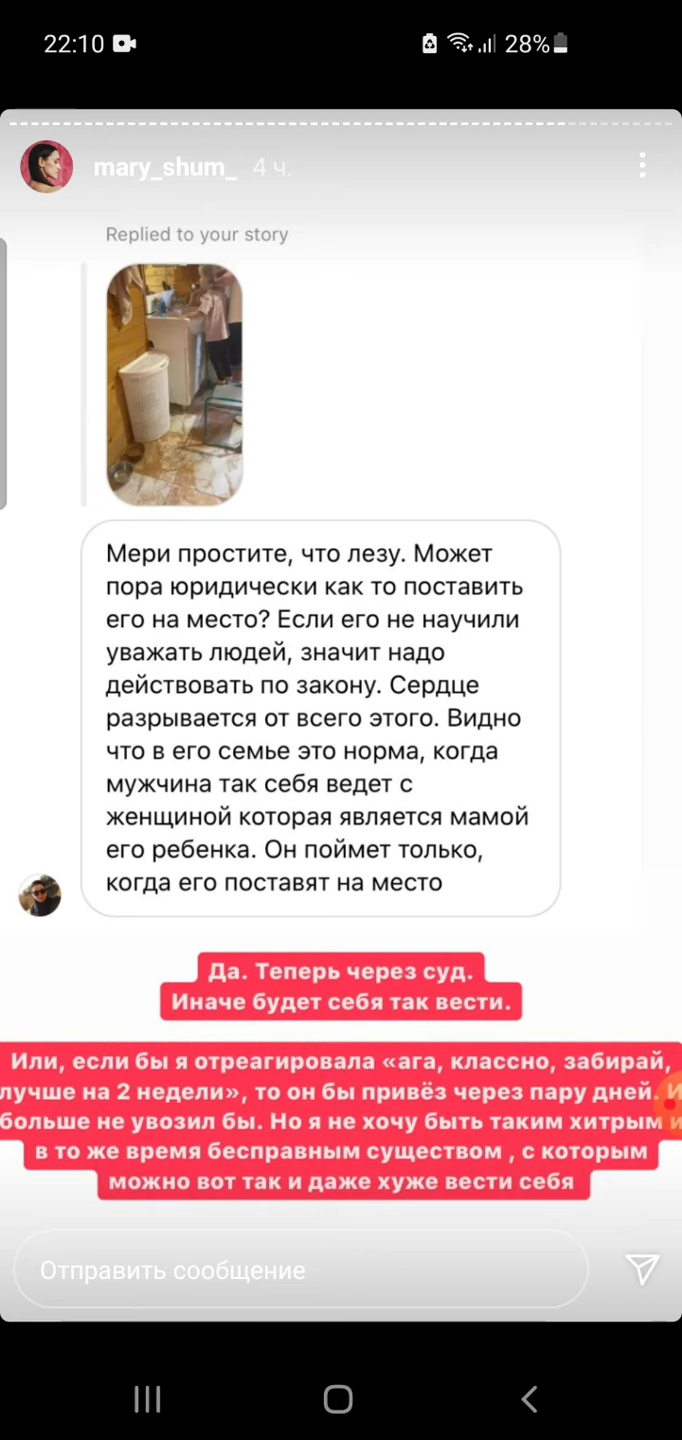 22:10
28%
mary_shum_ 4 ч.
Replied to your story
Мери простите, что лезу. Может
пора юридически как то поставить
его на место? Если его не научили
уважать людей, значит надо
действовать по закону. Сердце
разрывается от всего этого. Видно
что в его семье это норма, когда
мужчина так себя ведет с
женщиной которая является мамой
его ребенка. Он поймет только,
когда его поставят на место
Да. Теперь через суд.
Иначе будет себя так вести.
Или, если бы я отреагировала «ага, классно, забирай,
лучше на 2 недели», то он бы привёз через пару дней. И
больше не увозил бы. Но я не хочу быть таким хитрым и
в то же время бесправным существом , с которым
можно вот так и даже хуже вести себя
Отправить сообщение